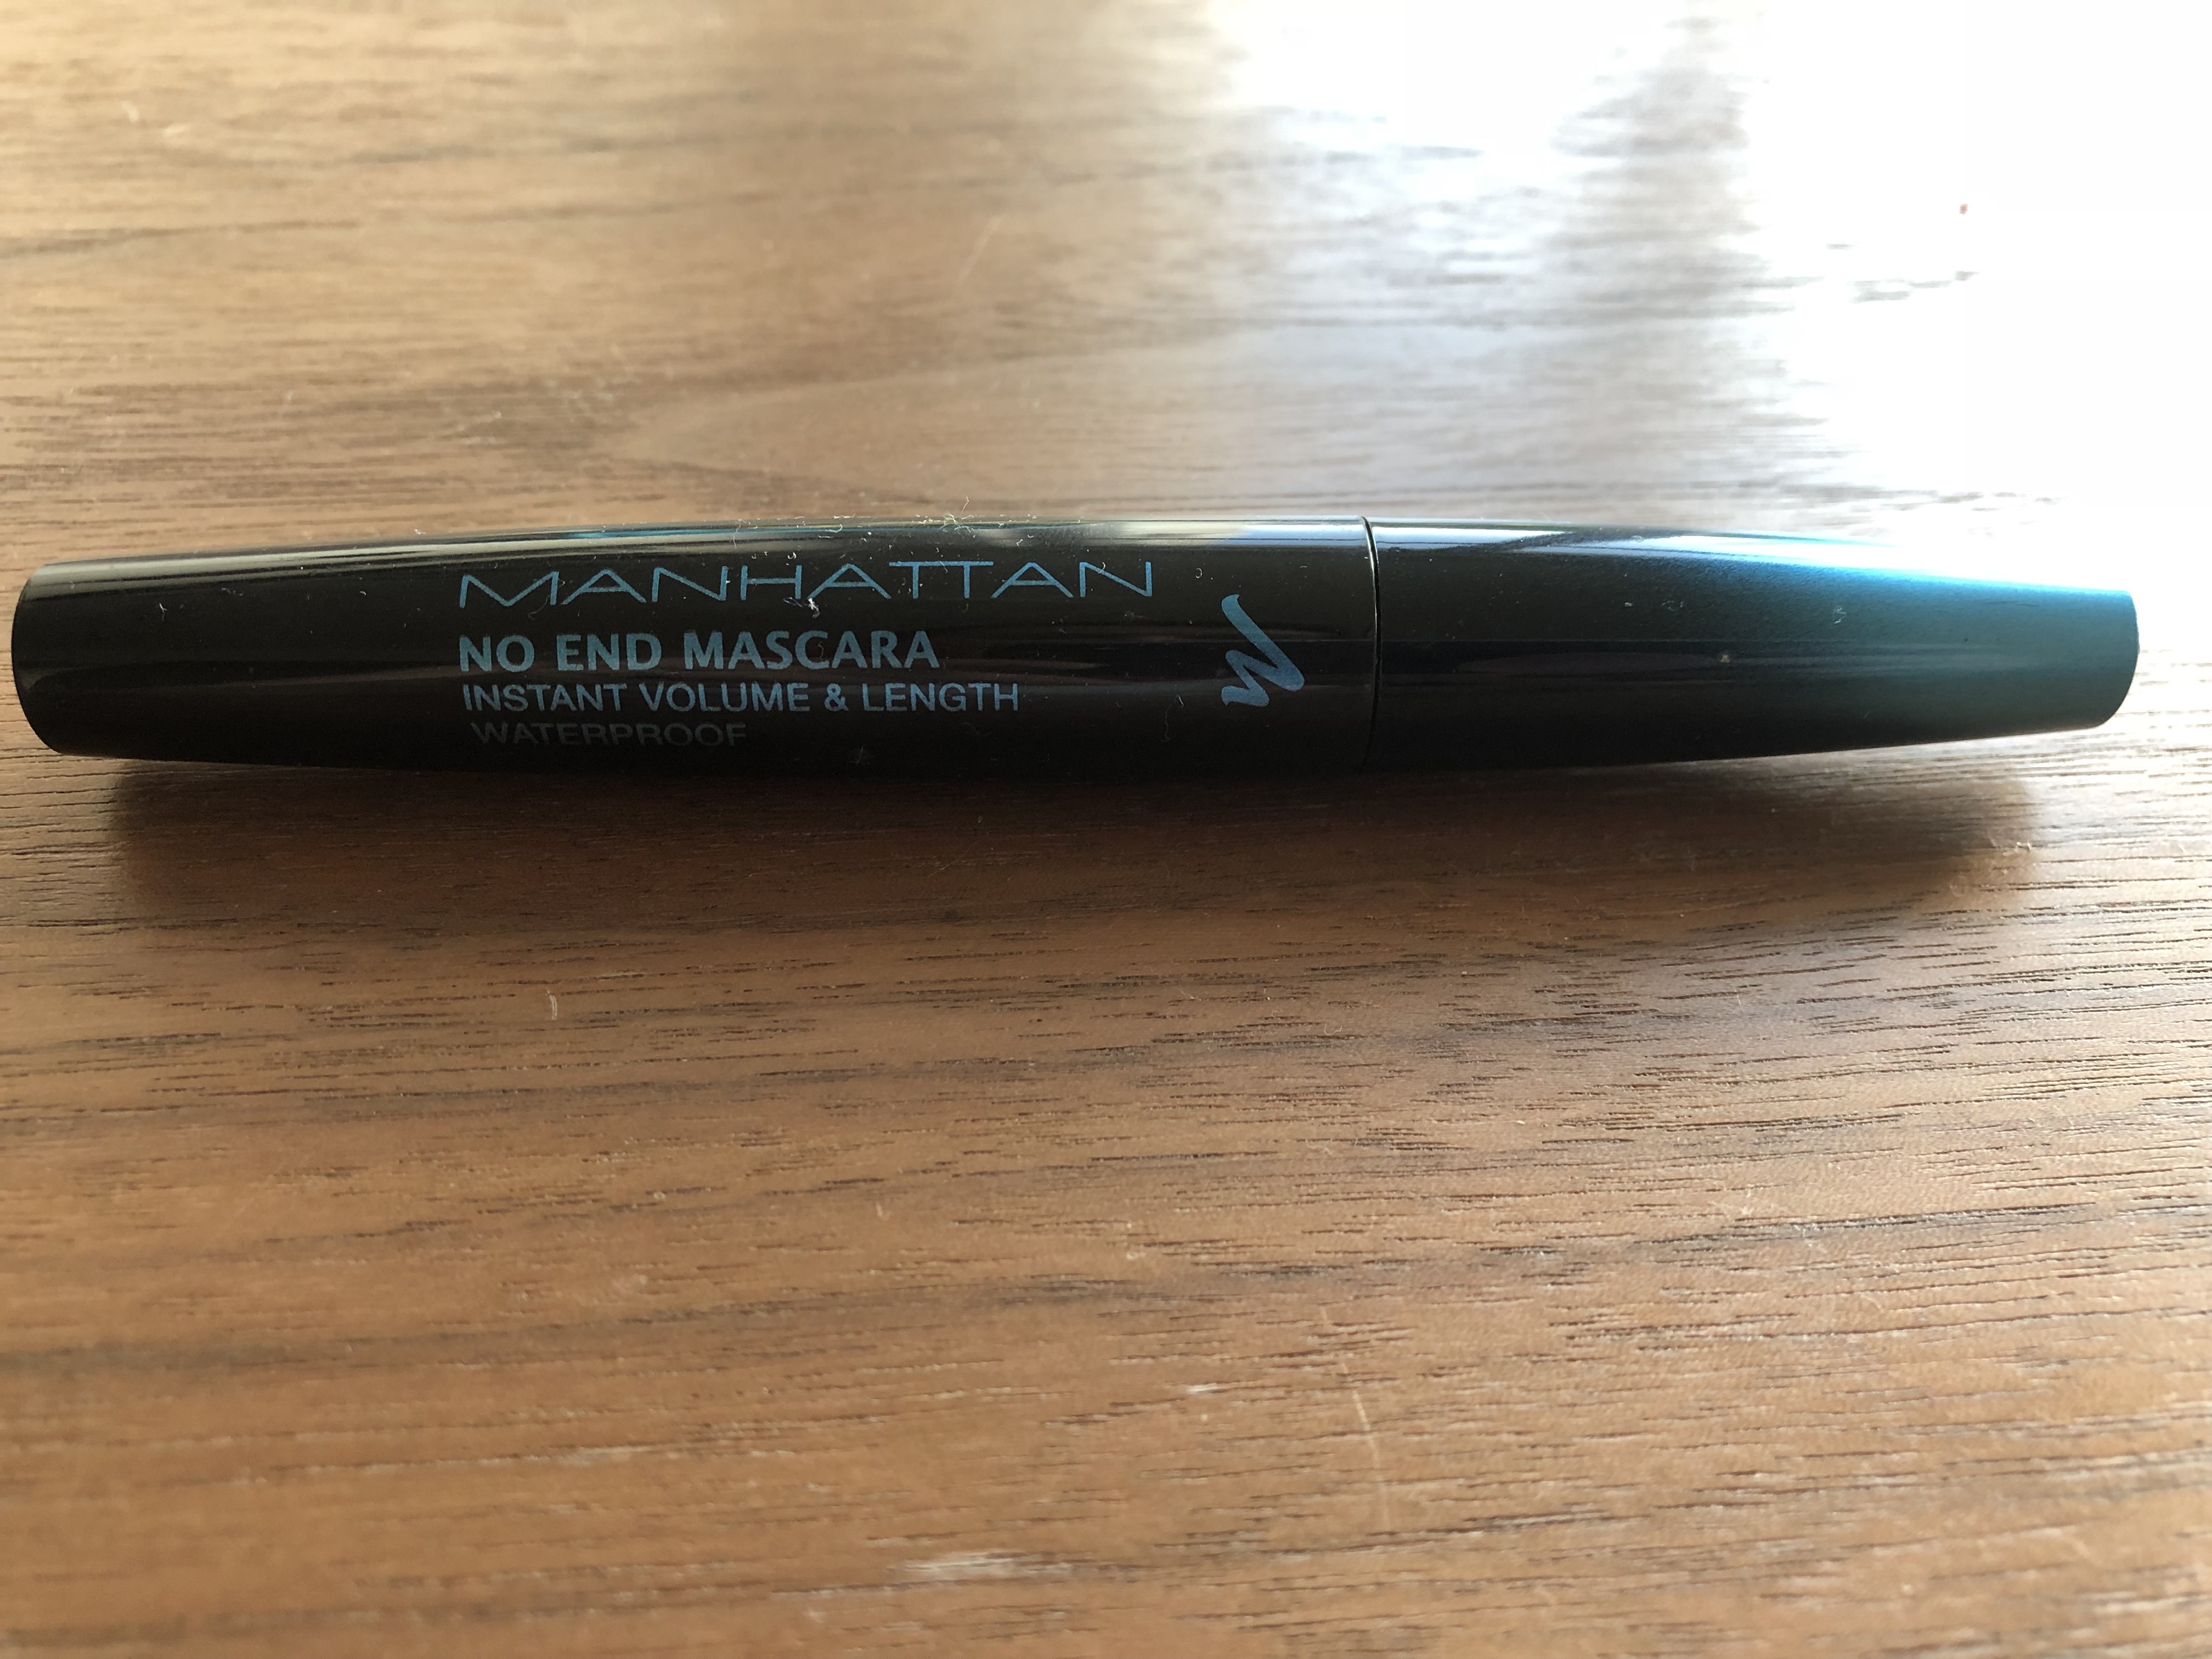 MANHATTAN
NO END MASCARA
INSTANT VOLUME & LENGTH
WATERPROOF